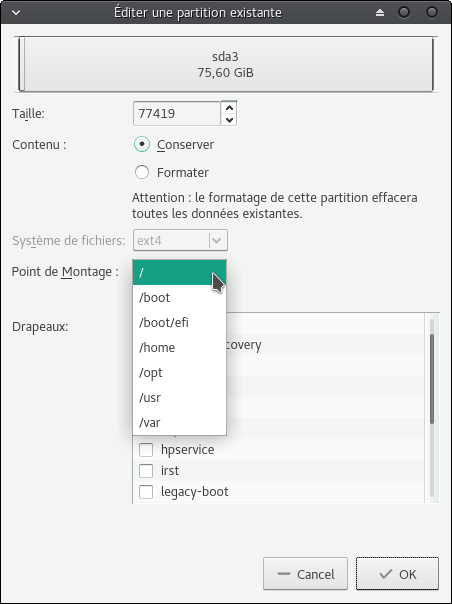 Éditer une partition existante
sda3
75,60 GiB
Taille:
77419
Contenu :
Conserver
Formater
Attention : le formatage de cette partition effacera
toutes les données existantes.
Système de fichiers:
ext4
Point de Montage :
/
/boot
/boot/efi
/home
/opt
/usr
/var
Drapeaux:
covery
hpservice
irst
legacy-boot
Cancel
OK